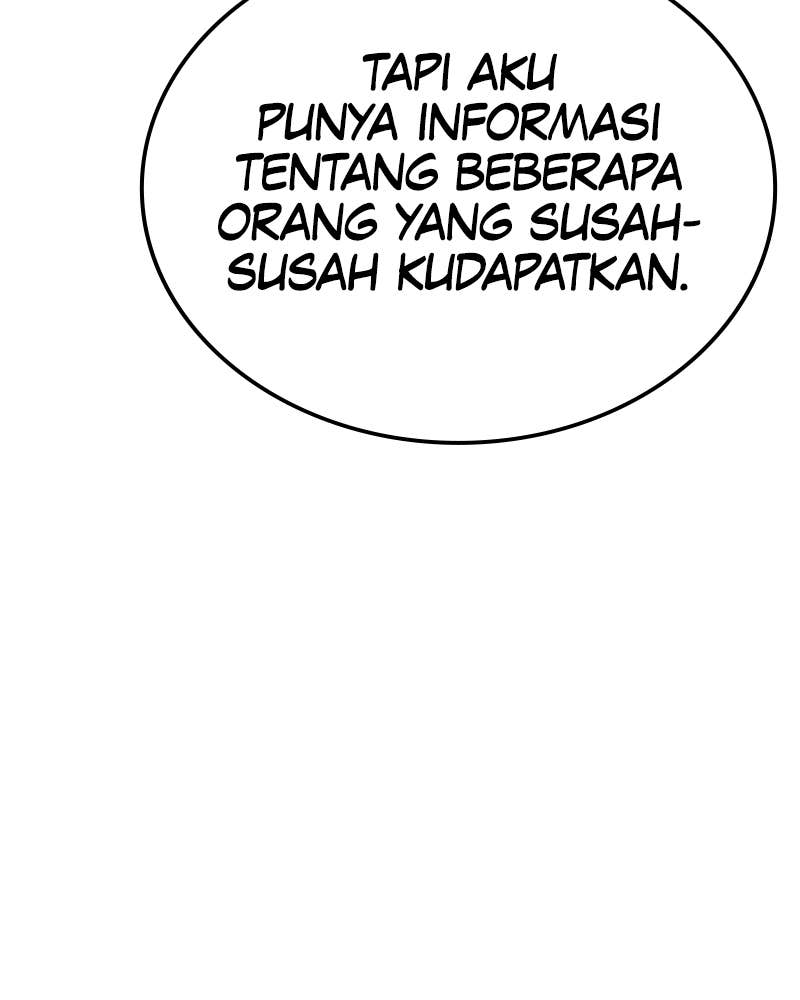 TAPI AKU
PUNYA INFORMASI
TENTANG BEBERAPA
ORANG YANG SUSAH-
SUSAH KUDAPATKAN.